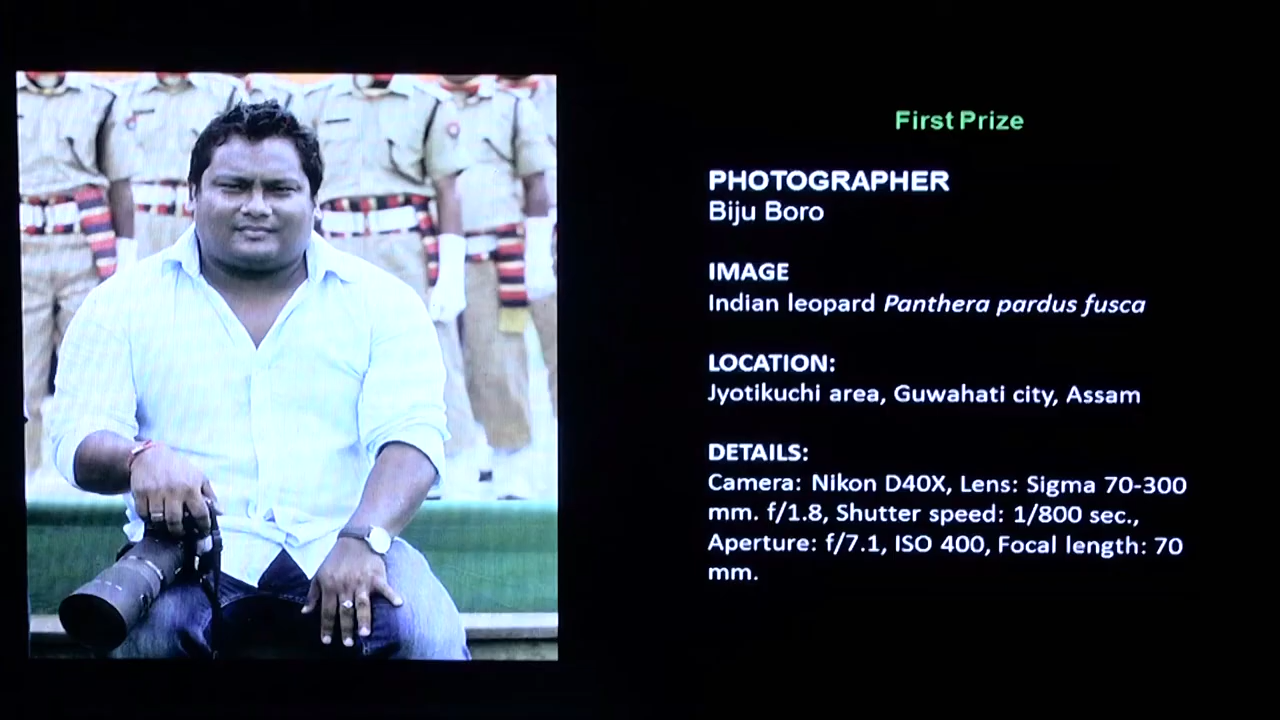 First Prize
PHOTOGRAPHER
Biju Boro
IMAGE
Indian leopard Panthera pardus fusca
LOCATION:
Jyotikuchi area, Guwahati city, Assam
DETAILS:
Camera: Nikon D40X, Lens: Sigma 70-300
mm. f/1.8, Shutter speed: 1/800 sec.,
Aperture: f/7.1, ISO 400, Focal length: 70
mm.